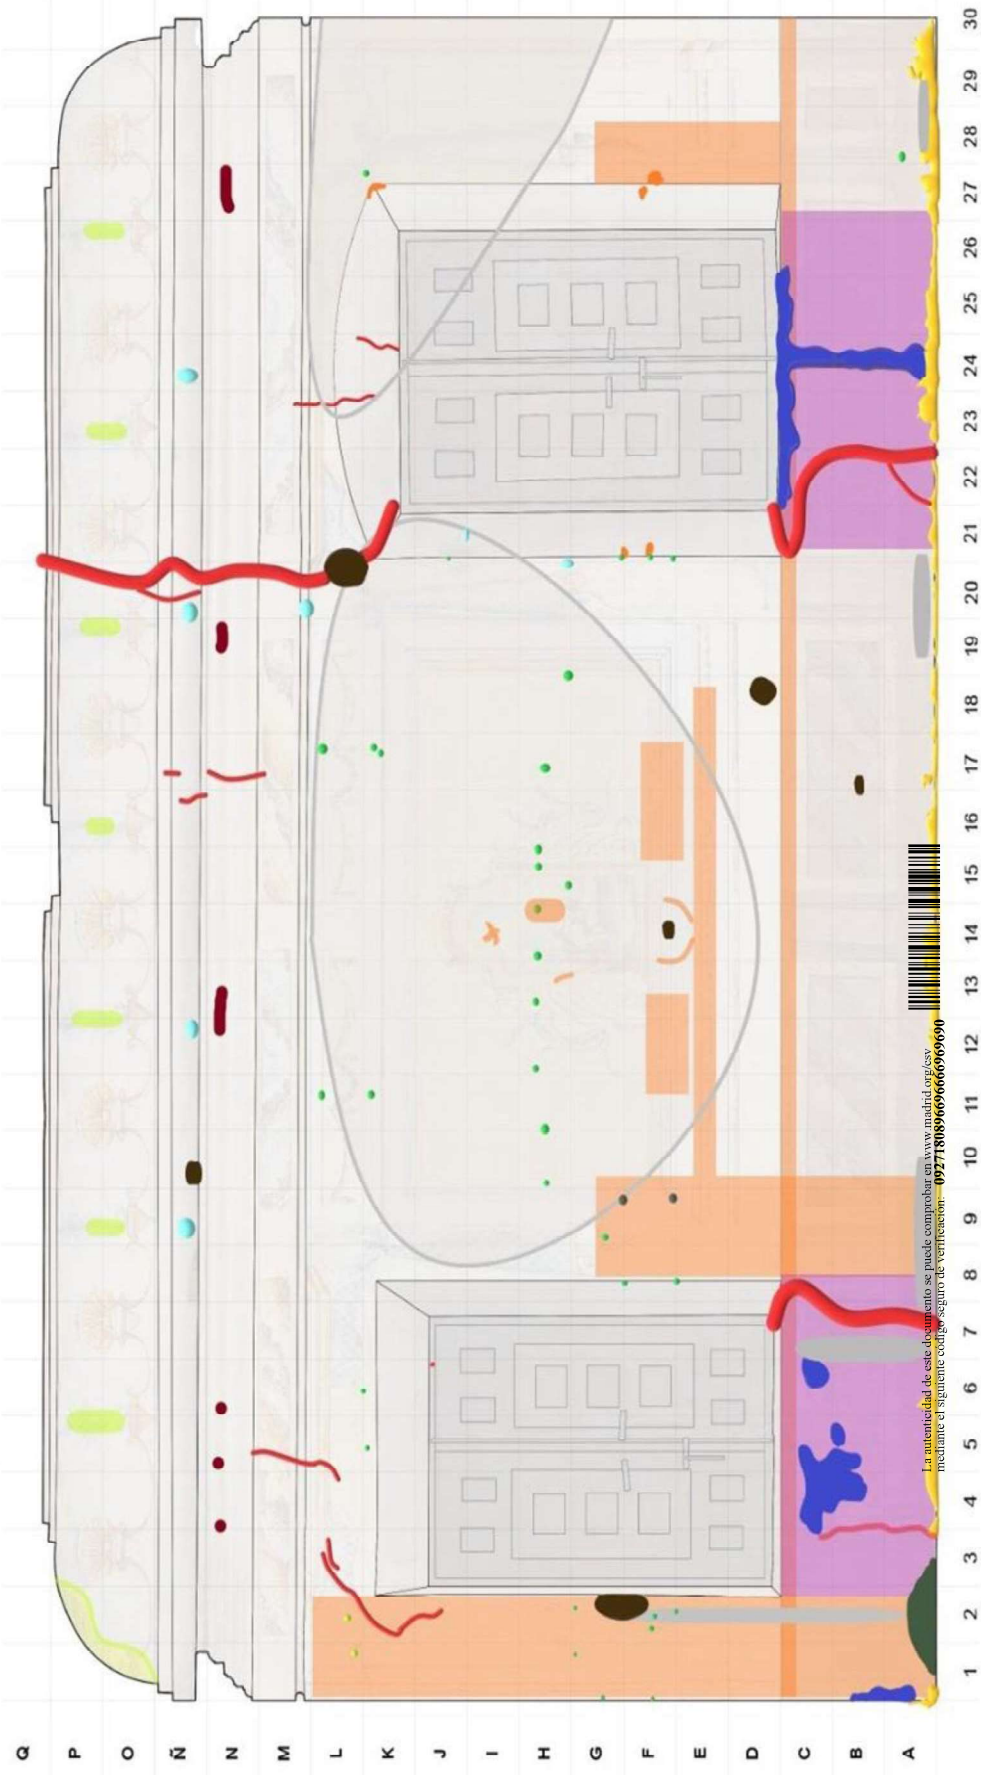 Q
P
O
Ñ
N
M
L
K
J
I
H
G
F
E
D
C
B
A
1 2 3 4 5 6 7 8 9 10 11 12 13 14 15 16 17 18 19 20 21 22 23 24 25 26 27 28 29 30
La autenticidad de este documento se puede comprobar en www.madrid.org/csv
mediante el siguiente código seguro de verificación: